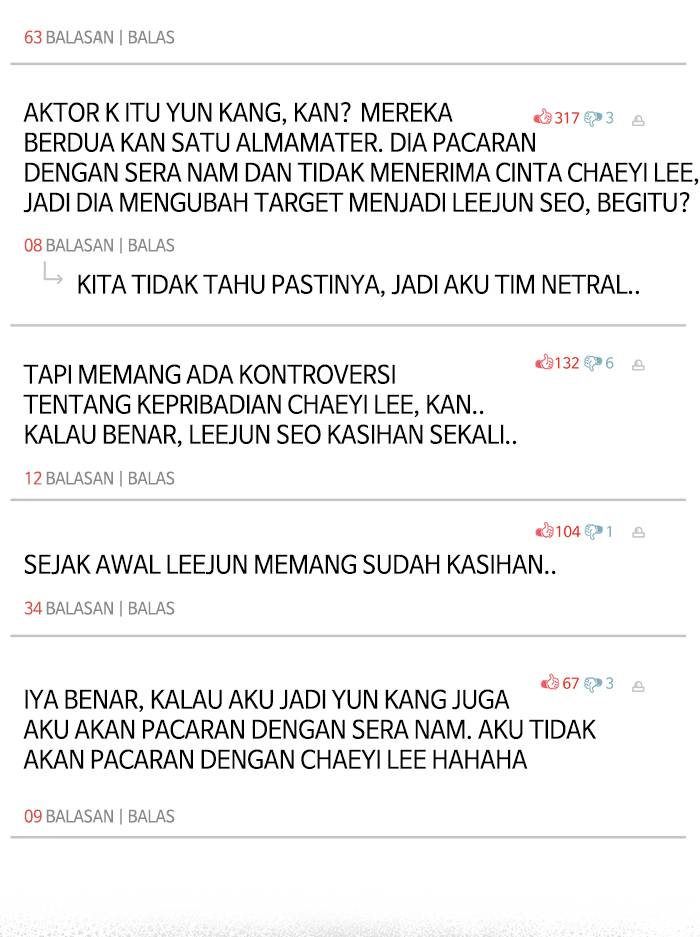 63 BALASAN | BALAS
317 3
AKTOR K ITU YUN KANG, KAN? MEREKA
BERDUA KAN SATU ALMAMATER. DIA PACARAN
DENGAN SERA NAM DAN TIDAK MENERIMA CINTA CHAEYI LEE,
JADI DIA MENGUBAH TARGET MENJADI LEEJUN SEO, BEGITU?
08 BALASAN | BALAS
KITA TIDAK TAHU PASTINYA, JADI AKU TIM NETRAL..
132 6
TAPI MEMANG ADA KONTROVERSI
TENTANG KEPRIBADIAN CHAEYI LEE, KAN..
KALAU BENAR, LEEJUN SEO KASIHAN SEKALI..
12 BALASAN | BALAS
104 1
SEJAK AWAL LEEJUN MEMANG SUDAH KASIHAN..
34 BALASAN | BALAS
67 3
IYA BENAR, KALAU AKU JADI YUN KANG JUGA
AKU AKAN PACARAN DENGAN SERA NAM. AKU TIDAK
AKAN PACARAN DENGAN CHAEYI LEE HAHAHA
09 BALASAN | BALAS